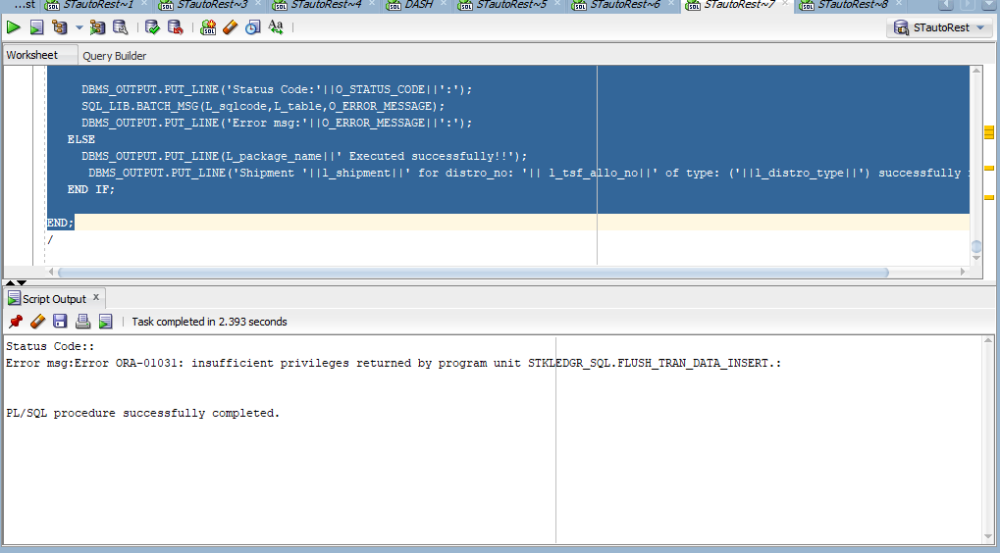 ...st STautoRest~1 STautoRest~3 STautoRest~4 DASH STautoRest~5 STautoRest~6 STautoRest~7 STautoRest~8
STautoRest
Worksheet Query Builder
DBMS_OUTPUT.PUT_LINE('Status Code:'||O_STATUS_CODE||':');
SQL_LIB.BATCH_MSG(L_sqlcode,L_table,O_ERROR_MESSAGE);
DBMS_OUTPUT.PUT_LINE('Error msg:'||O_ERROR_MESSAGE||':');
ELSE
DBMS_OUTPUT.PUT_LINE(L_package_name||' Executed successfully!!');
DBMS_OUTPUT.PUT_LINE('Shipment '||l_shipment||' for distro_no: '|| l_tsf_allo_no||' of type: ('||l_distro_type||') successfully
END IF;
END;
/
Script Output x
Task completed in 2.393 seconds
Status Code::
Error msg:Error ORA-01031: insufficient privileges returned by program unit STKLEDGR_SQL.FLUSH_TRAN_DATA_INSERT.:
PL/SQL procedure successfully completed.